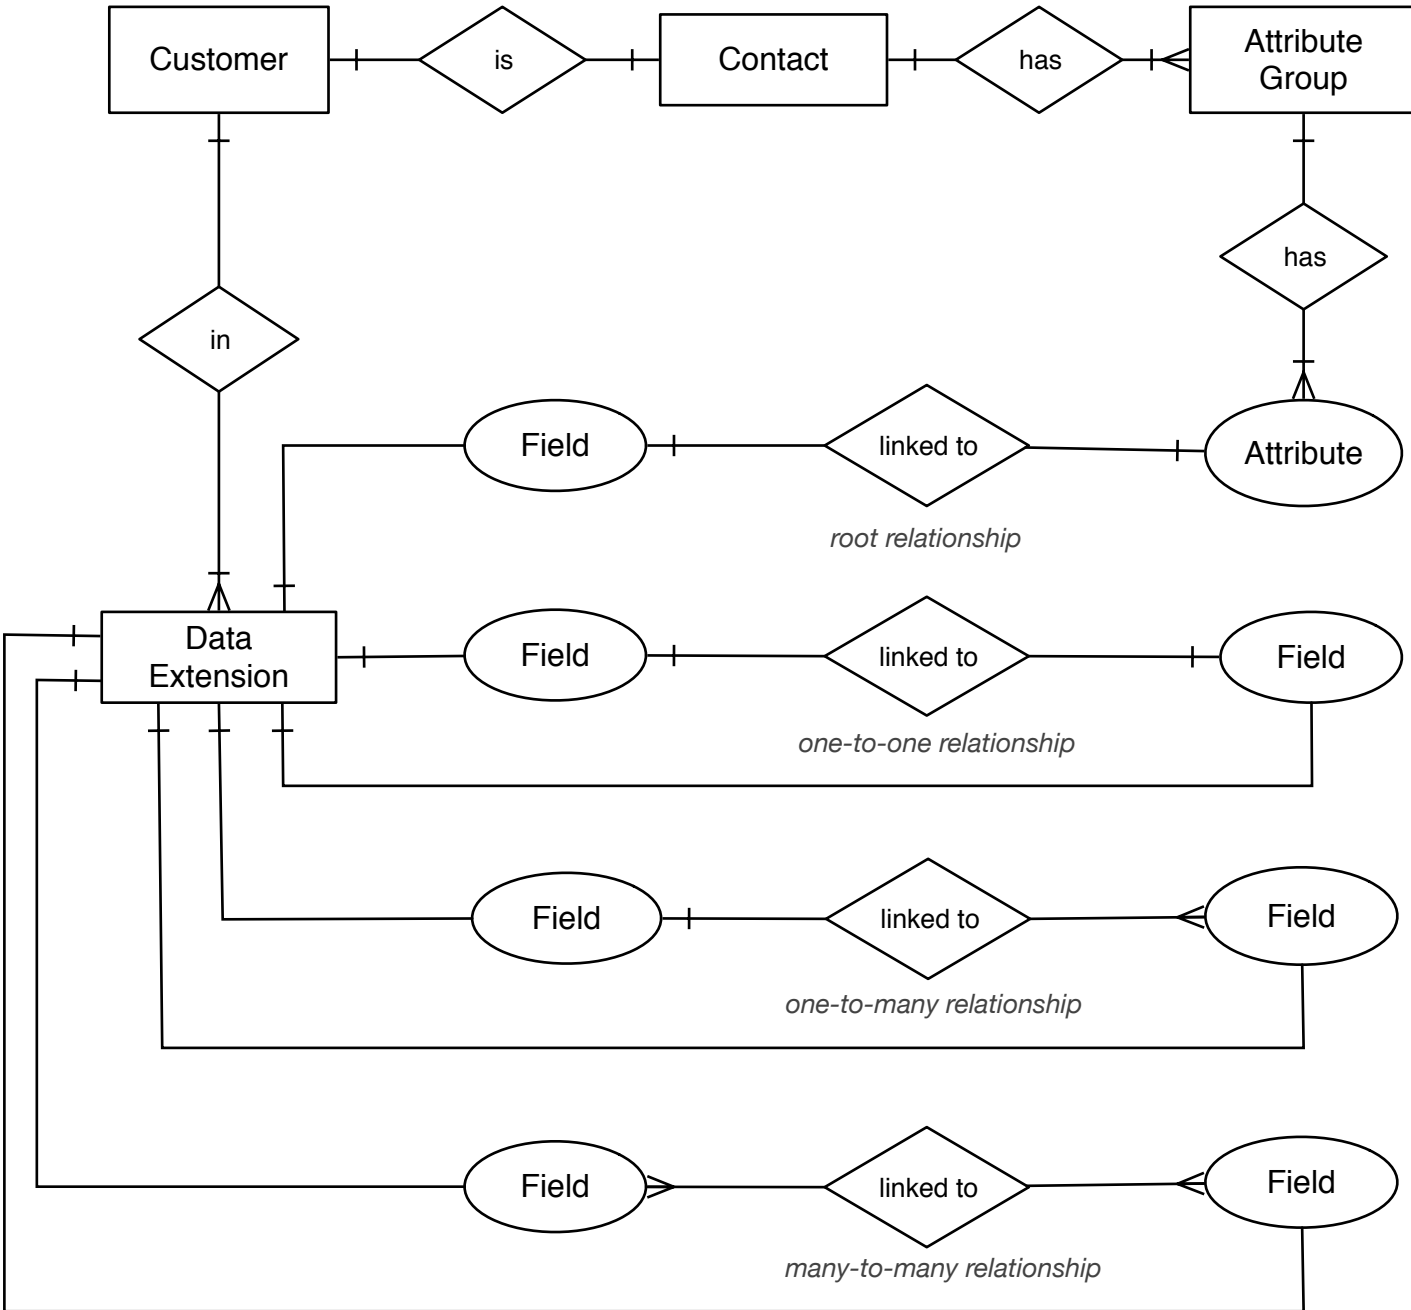 Customer
is
Contact
has
Attribute
Group
has
in
Field
linked to
Attribute
root relationship
Data
Extension
Field
linked to
Field
one-to-one relationship
Field
linked to
Field
one-to-many relationship
Field
linked to
Field
many-to-many relationship